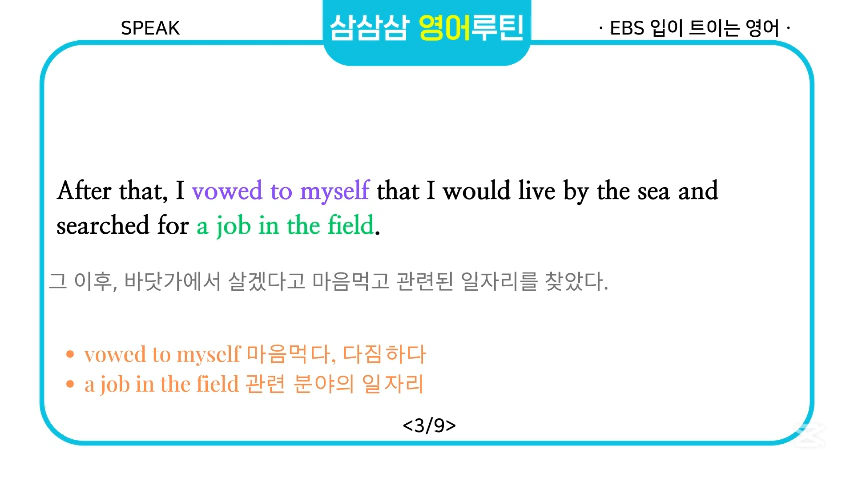 SPEAK
삼삼삼 영어루틴
· EBS 입이 트이는 영어 ·
After that, I vowed to myself that I would live by the sea and
searched for a job in the field.
그 이후, 바닷가에서 살겠다고 마음먹고 관련된 일자리를 찾았다.
• vowed to myself 마음먹다, 다짐하다
• a job in the field 관련 분야의 일자리
<3/9>